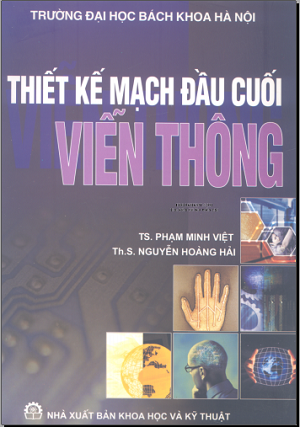 TRƯỜNG ĐẠI HỌC BÁCH KHOA HÀ NỘI
THIẾT KẾ MẠCH ĐẦU CUỐI
VIỄN THÔNG
TS. PHẠM MINH VIỆT
Th.S. NGUYỄN HOÀNG HẢI
NHÀ XUẤT BẢN KHOA HỌC VÀ KỸ THUẬT